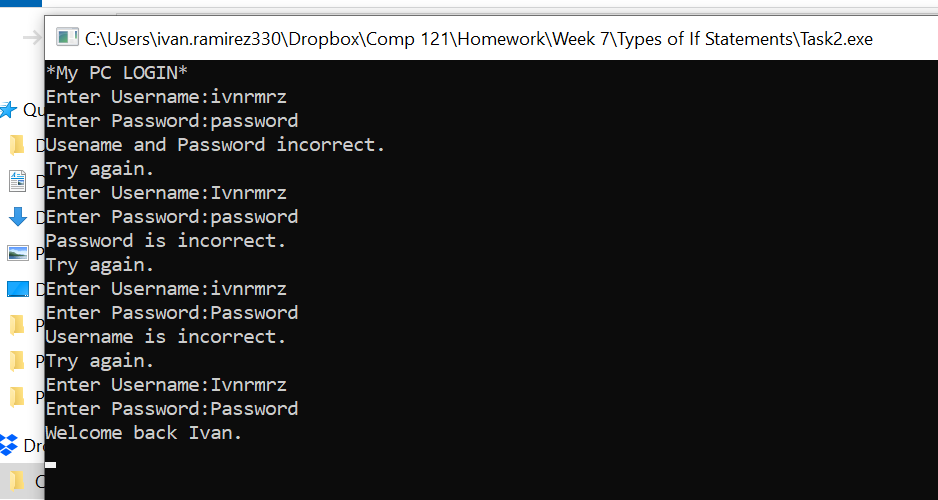 C:\Users\ivan.ramirez330\Dropbox\Comp 121\Homework\Week 7\Types of If Statements\Task2.exe
*My PC LOGIN*
Enter Username:ivnrmrz
Enter Password:password
Usename and Password incorrect.
Try again.
Enter Username:Ivnrmrz
Enter Password:password
Password is incorrect.
Try again.
Enter Username:ivnrmrz
Enter Password:Password
Username is incorrect.
Try again.
Enter Username:Ivnrmrz
Enter Password:Password
Welcome back Ivan.